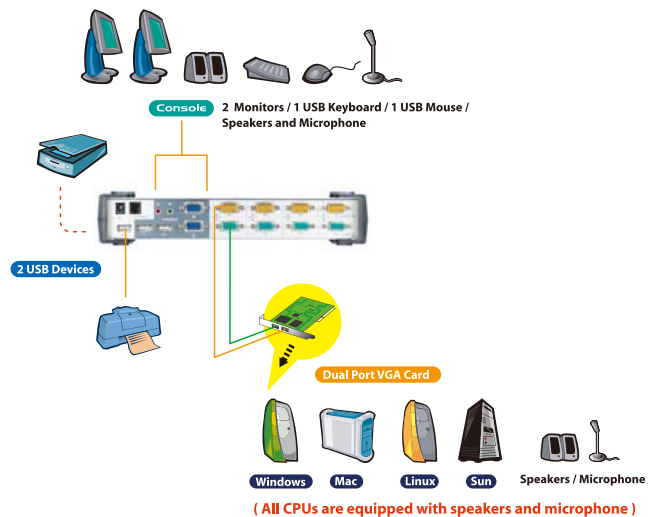 Console
2 Monitors / 1 USB Keyboard / 1 USB Mouse /
Speakers and Microphone
2 USB Devices
Dual Port VGA Card
Windows
Mac
Linux
Sun
Speakers / Microphone
( All CPUs are equipped with speakers and microphone )